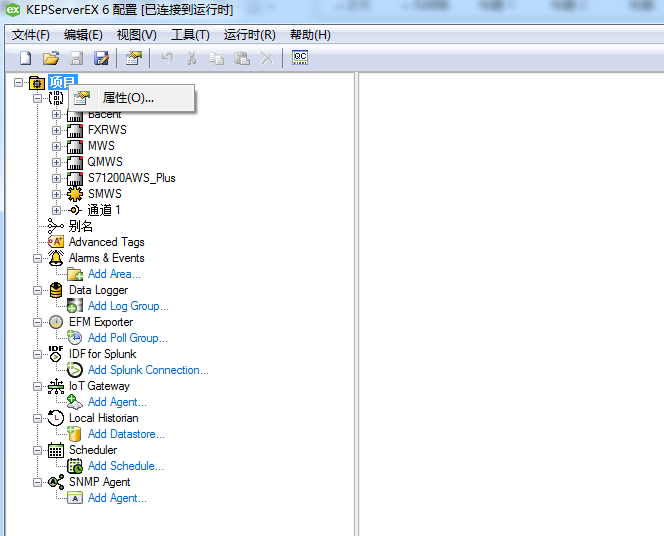 KEPServerEX 6 配置 [已连接到运行时]
文件(F) 编辑(E) 视图(V) 工具(T) 运行时(R) 帮助(H)
QC
项目
属性(O)...
Bacent
FXRWS
MWS
QMWS
S71200AWS_Plus
SMWS
通道 1
别名
Advanced Tags
Alarms & Events
Add Area...
Data Logger
Add Log Group...
EFM Exporter
Add Poll Group...
IDF for Splunk
Add Splunk Connection...
IoT Gateway
Add Agent...
Local Historian
Add Datastore...
Scheduler
Add Schedule...
SNMP Agent
Add Agent...